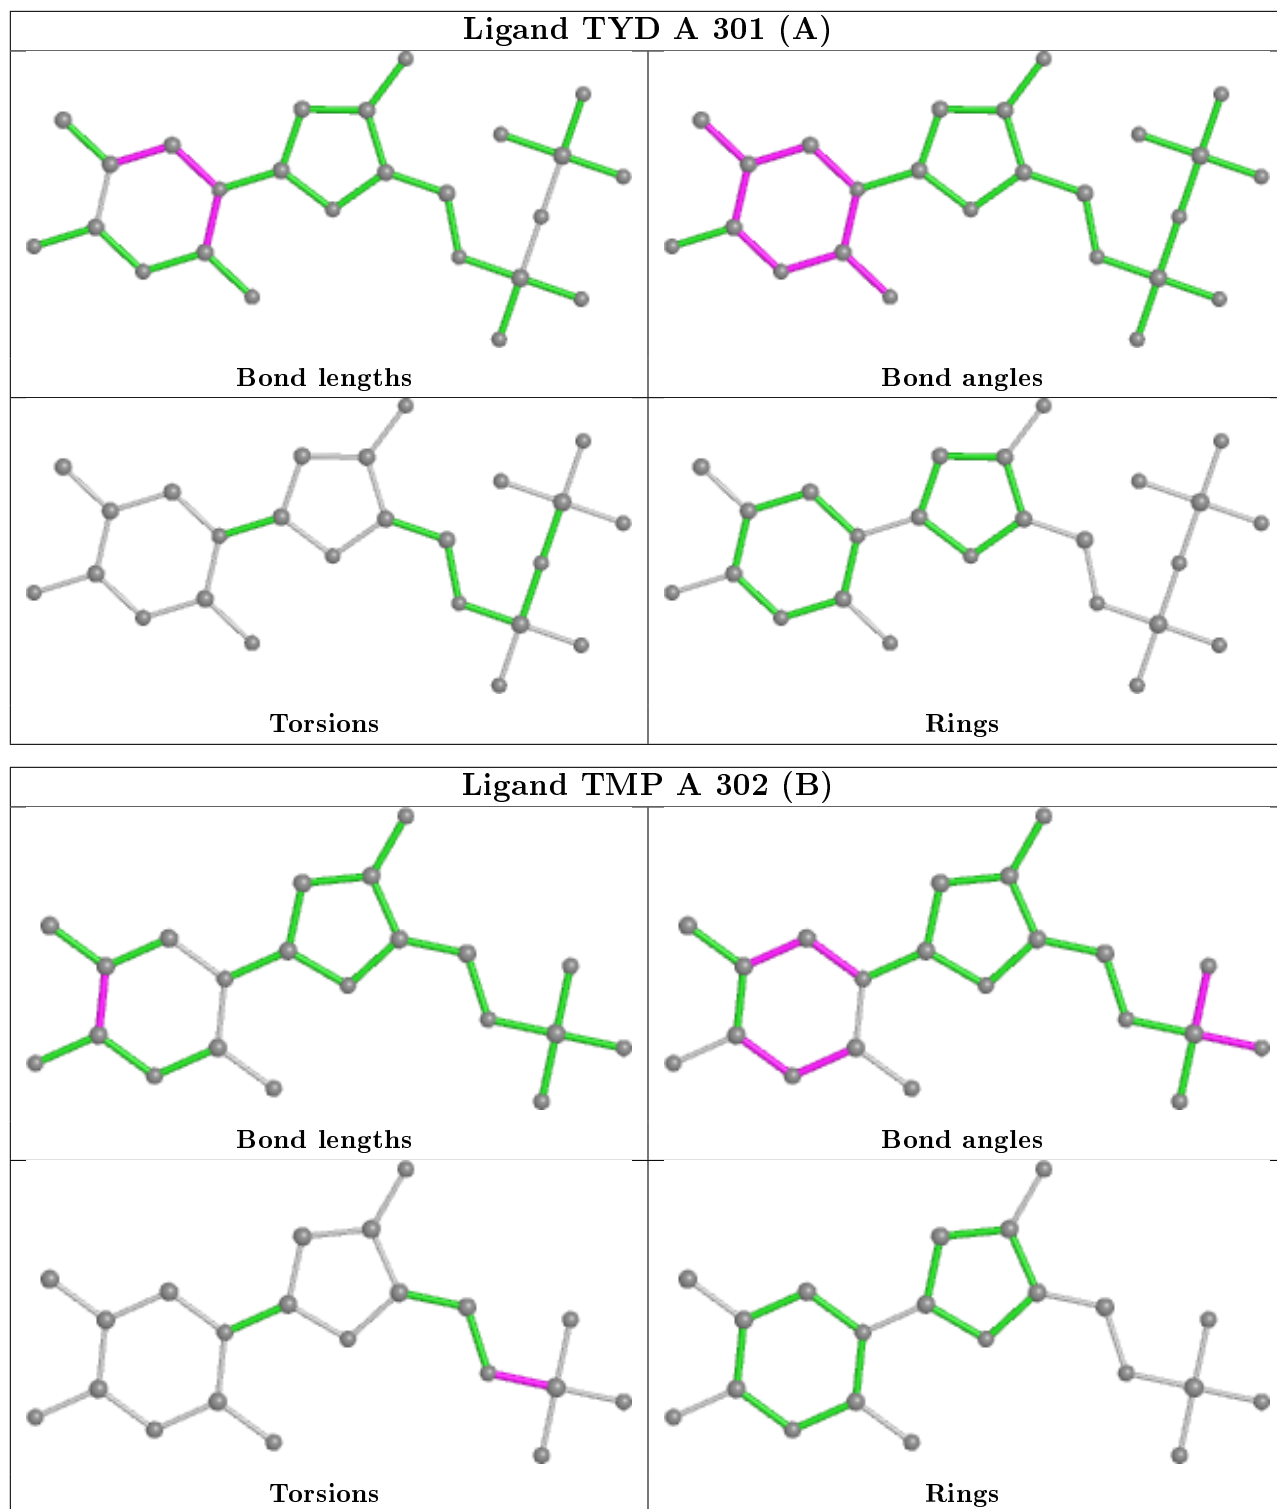 Ligand TYD A 301 (A)
Bond lengths
Bond angles
Torsions
Rings
Ligand TMP A 302 (B)
Bond lengths
Bond angles
Torsions
Rings